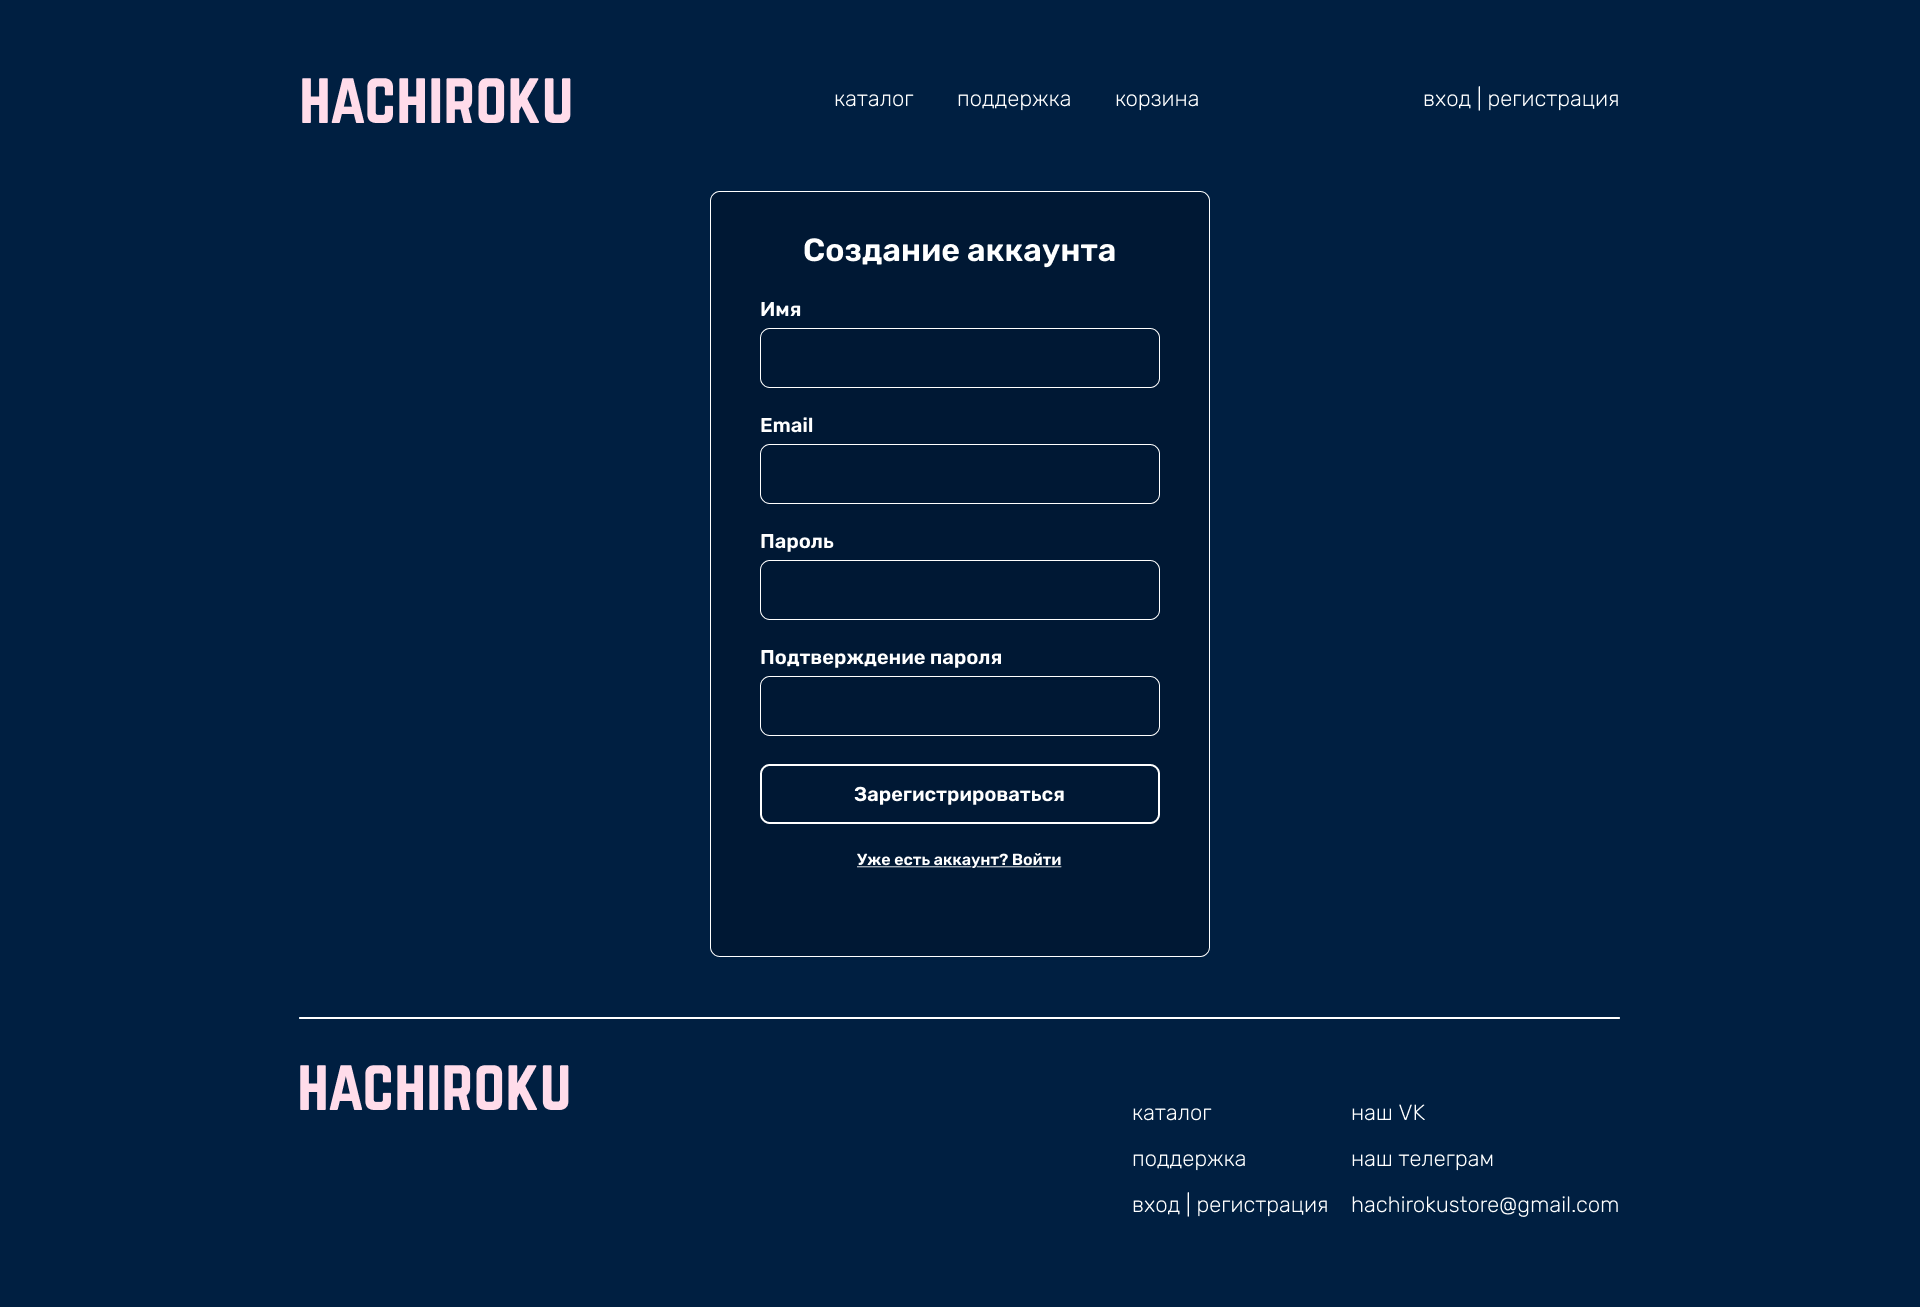 HACHIROKU
каталог поддержка корзина вход | регистрация
Создание аккаунта
Имя
Email
Пароль
Подтверждение пароля
Зарегистрироваться
Уже есть аккаунт? Войти
HACHIROKU
каталог наш VK
поддержка наш телеграм
вход | регистрация hachirokustore@gmail.com